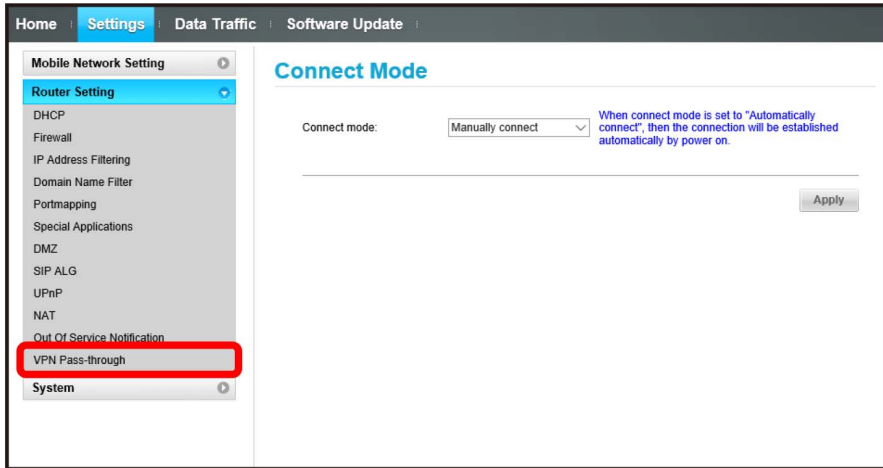 Home Settings Data Traffic Software Update
Mobile Network Setting
Router Setting
DHCP
Firewall
IP Address Filtering
Domain Name Filter
Portmapping
Special Applications
DMZ
SIP ALG
UPnP
NAT
Out Of Service Notification
VPN Pass-through
System
Connect Mode
Connect mode: Manually connect
When connect mode is set to "Automatically
connect", then the connection will be established
automatically by power on.
Apply